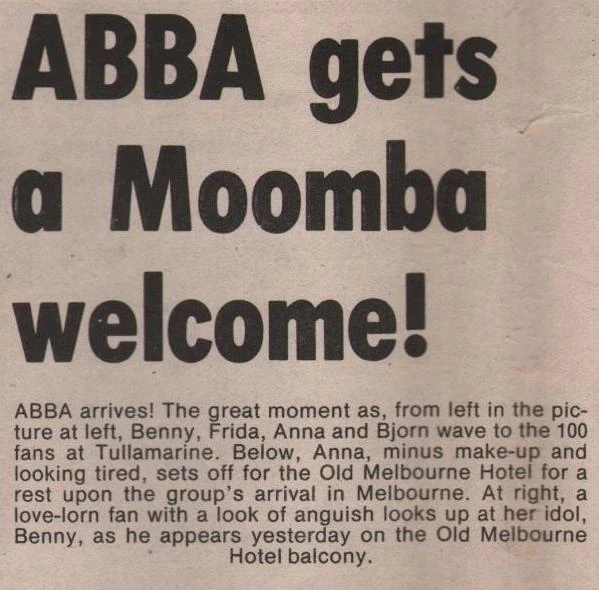 ABBA gets
a Moomba
welcome!
ABBA arrives! The great moment as, from left in the pic-
ture at left, Benny, Frida, Anna and Bjorn wave to the 100
fans at Tullamarine. Below, Anna, minus make-up and
looking tired, sets off for the Old Melbourne Hotel for a
rest upon the group's arrival in Melbourne. At right, a
love-lorn fan with a look of anguish looks up at her idol,
Benny, as he appears yesterday on the Old Melbourne
Hotel balcony.